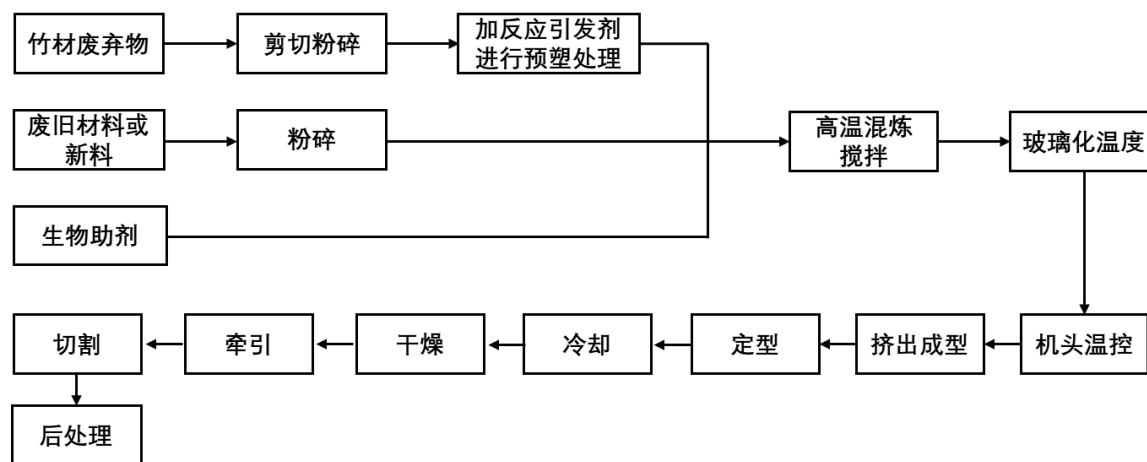 竹材废弃物
剪切粉碎
加反应引发剂
进行预塑处理
废旧材料或
新料
粉碎
高温混炼
搅拌
玻璃化温度
生物助剂
切割
牵引
干燥
冷却
定型
挤出成型
机头温控
后处理